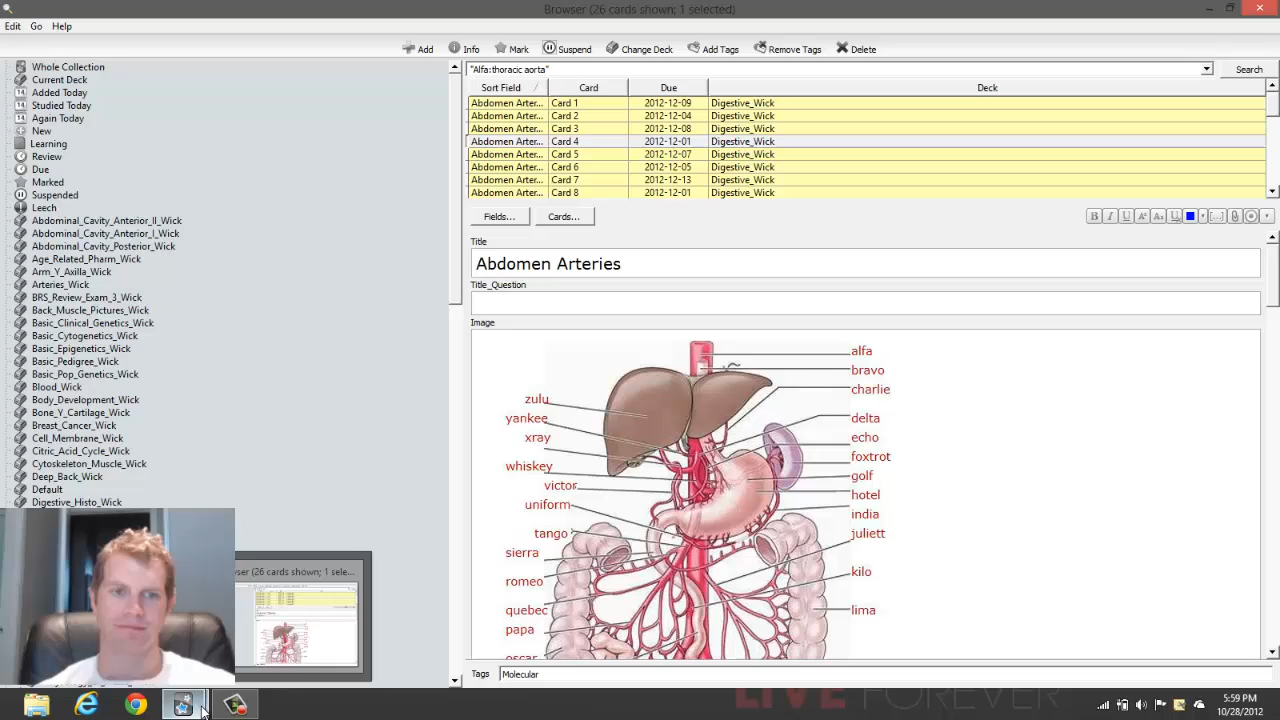 Browser (26 cards shown; 1 selected)
Edit Go Help
Add Info Mark Suspend Change Deck Add Tags Remove Tags Delete
Whole Collection
Current Deck
Added Today
Studied Today
Again Today
New
Learning
Review
Due
Marked
Suspended
Leech
Abdominal_Cavity_Anterior_II_Wick
Abdominal_Cavity_Anterior_I_Wick
Abdominal_Cavity_Posterior_Wick
Age_Related_Pharm_Wick
Arm_Y_Axilla_Wick
Arteries_Wick
BRS_Review_Exam_3_Wick
Back_Muscle_Pictures_Wick
Basic_Clinical_Genetics_Wick
Basic_Cytogenetics_Wick
Basic_Epigenetics_Wick
Basic_Pedigree_Wick
Basic_Pop_Genetics_Wick
Blood_Wick
Body_Development_Wick
Bone_Y_Cartilage_Wick
Breast_Cancer_Wick
Cell_Membrane_Wick
Citric_Acid_Cycle_Wick
Cytoskeleton_Muscle_Wick
Deep_Back_Wick
Default
Digestive_Histo_Wick
"Alfa:thoracic aorta" Search
Sort Field Card Due Deck
Abdomen Arter... Card 1 2012-12-09 Digestive_Wick
Abdomen Arter... Card 2 2012-12-04 Digestive_Wick
Abdomen Arter... Card 3 2012-12-08 Digestive_Wick
Abdomen Arter... Card 4 2012-12-01 Digestive_Wick
Abdomen Arter... Card 5 2012-12-07 Digestive_Wick
Abdomen Arter... Card 6 2012-12-05 Digestive_Wick
Abdomen Arter... Card 7 2012-12-13 Digestive_Wick
Abdomen Arter... Card 8 2012-12-01 Digestive_Wick
Fields... Cards... B I U A A U [...]
Title
Abdomen Arteries
Title_Question
Image
alfa
bravo
charlie
delta
echo
foxtrot
golf
hotel
india
juliett
kilo
lima
zulu
yankee
xray
whiskey
victor
uniform
tango
sierra
romeo
quebec
papa
oscar
Tags Molecular
ser (26 cards shown; 1 sele...
LIVE FOREVER
5:59 PM
10/28/2012